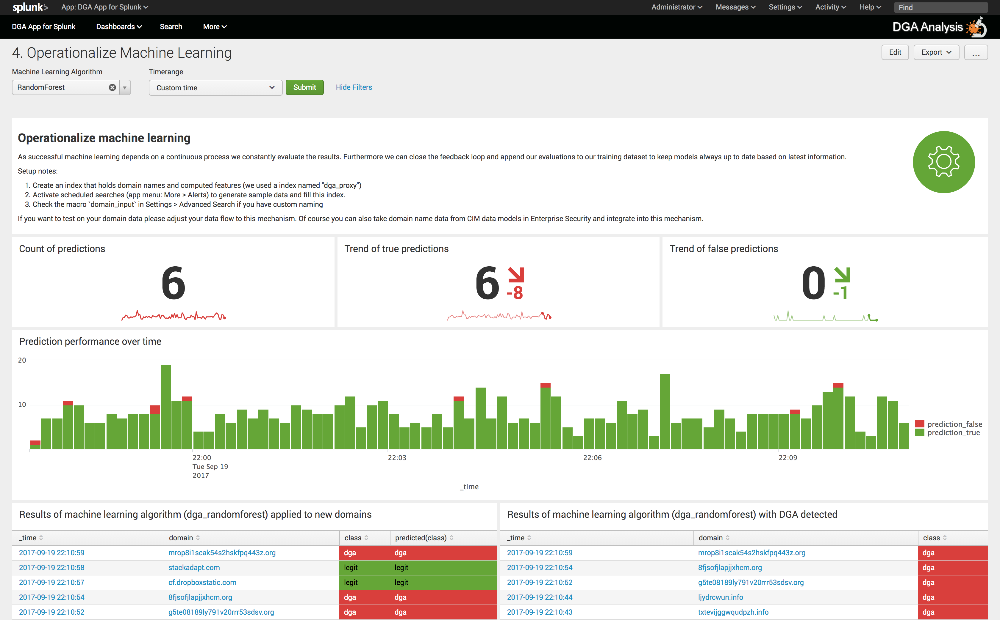 splunk> App: DGA App for Splunk Administrator Messages Settings Activity Help Find
DGA App for Splunk Dashboards Search More DGA Analysis
4. Operationalize Machine Learning Edit Export ...
Machine Learning Algorithm Timerange
RandomForest Custom time Submit Hide Filters
Operationalize machine learning
As successful machine learning depends on a continuous process we constantly evaluate the results. Furthermore we can close the feedback loop and append our evaluations to our training dataset to keep models always up to date based on latest information.
Setup notes:
1. Create an index that holds domain names and computed features (we used a index named "dga_proxy")
2. Activate scheduled searches (app menu: More > Alerts) to generate sample data and fill this index.
3. Check the macro `domain_input` in Settings > Advanced Search if you have custom naming
If you want to test on your domain data please adjust your data flow to this mechanism. Of course you can also take domain name data from CIM data models in Enterprise Security and integrate into this mechanism.
Count of predictions
6
Trend of true predictions
6 -8
Trend of false predictions
0 -1
Prediction performance over time
20
10
prediction_false
prediction_true
22:00 22:03 22:06 22:09
Tue Sep 19
2017
_time
Results of machine learning algorithm (dga_randomforest) applied to new domains
_time domain class predicted(class)
2017-09-19 22:10:59 mrop8i1scak54s2hskfpq443z.org dga dga
2017-09-19 22:10:58 stackadapt.com legit legit
2017-09-19 22:10:57 cf.dropboxstatic.com legit legit
2017-09-19 22:10:54 8fjsofjlapjjxhcm.org dga dga
2017-09-19 22:10:52 g5te08189ly791v20rrr53sdsv.org dga dga
Results of machine learning algorithm (dga_randomforest) with DGA detected
_time domain class
2017-09-19 22:10:59 mrop8i1scak54s2hskfpq443z.org dga
2017-09-19 22:10:54 8fjsofjlapjjxhcm.org dga
2017-09-19 22:10:52 g5te08189ly791v20rrr53sdsv.org dga
2017-09-19 22:10:44 ljydrcwun.info dga
2017-09-19 22:10:43 txtevijggwqudpzh.info dga